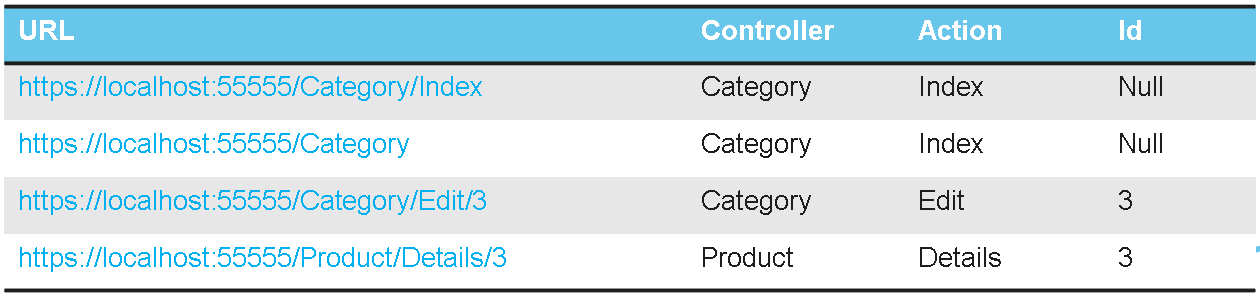 URL Controller Action Id
https://localhost:55555/Category/Index Category Index Null
https://localhost:55555/Category Category Index Null
https://localhost:55555/Category/Edit/3 Category Edit 3
https://localhost:55555/Product/Details/3 Product Details 3